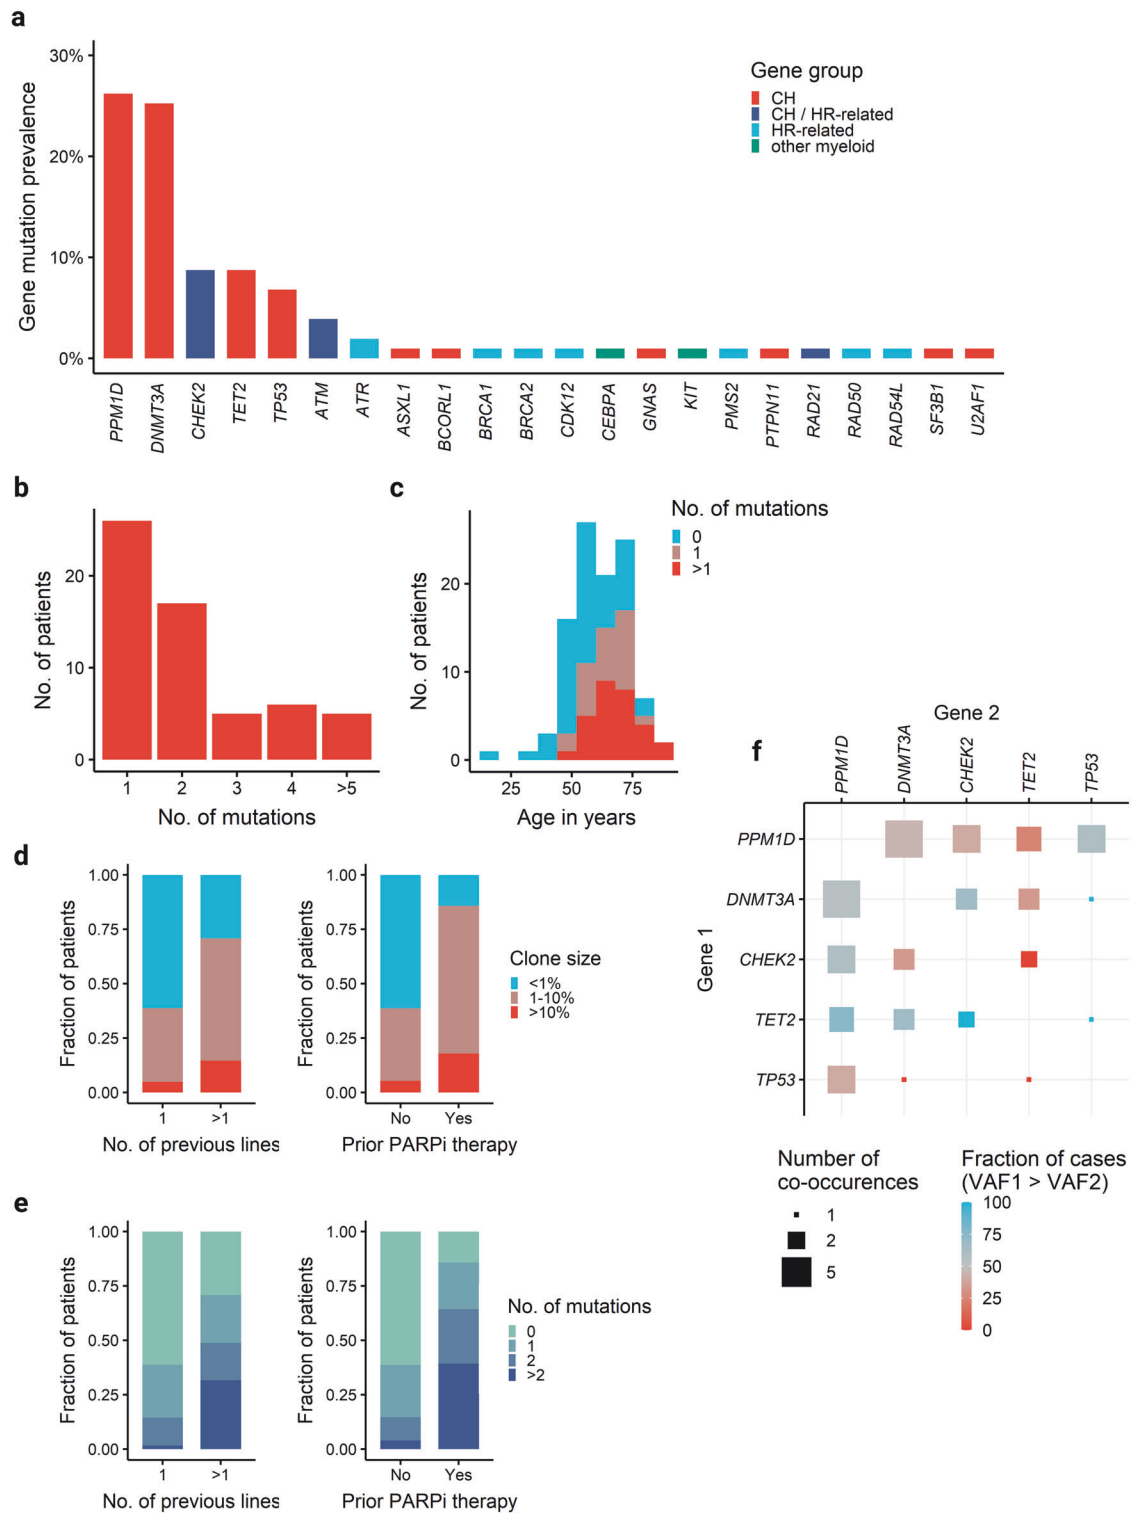 a
Gene mutation prevalence
30%
20%
10%
0%
Gene group
CH
CH / HR-related
HR-related
other myeloid
PPM1D
DNMT3A
CHEK2
TET2
TP53
ATM
ATR
ASXL1
BCORL1
BRCA1
BRCA2
CDK12
CEBPA
GNAS
KIT
PMS2
PTPN11
RAD21
RAD50
RAD54L
SF3B1
U2AF1
b
No. of patients
20
10
0
1 2 3 4 >5
No. of mutations
c
No. of patients
20
10
0
25 50 75
Age in years
No. of mutations
0
1
>1
d
Fraction of patients
1.00
0.75
0.50
0.25
0.00
1 >1
No. of previous lines
Fraction of patients
1.00
0.75
0.50
0.25
0.00
No Yes
Prior PARPi therapy
Clone size
<1%
1-10%
>10%
e
Fraction of patients
1.00
0.75
0.50
0.25
0.00
1 >1
No. of previous lines
Fraction of patients
1.00
0.75
0.50
0.25
0.00
No Yes
Prior PARPi therapy
No. of mutations
0
1
2
>2
f
Gene 2
PPM1D
DNMT3A
CHEK2
TET2
TP53
Gene 1
PPM1D
DNMT3A
CHEK2
TET2
TP53
Number of
co-occurences
1
2
5
Fraction of cases
(VAF1 > VAF2)
100
75
50
25
0